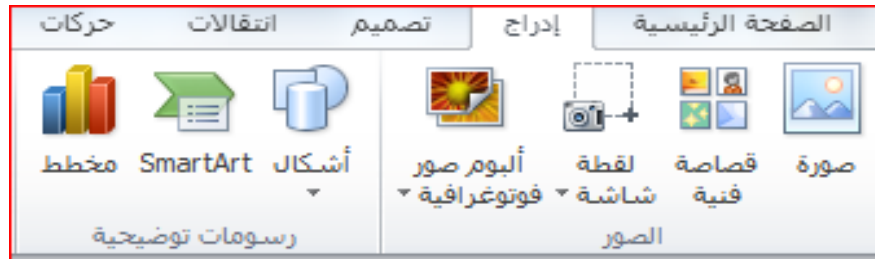 الصفحة الرئيسية إدراج تصميم انتقالات حركات
صورة قصاصة لقطة ألبوم صور أشكال SmartArt مخطط
فنية شاشة فوتوغرافية
الصور رسومات توضيحية